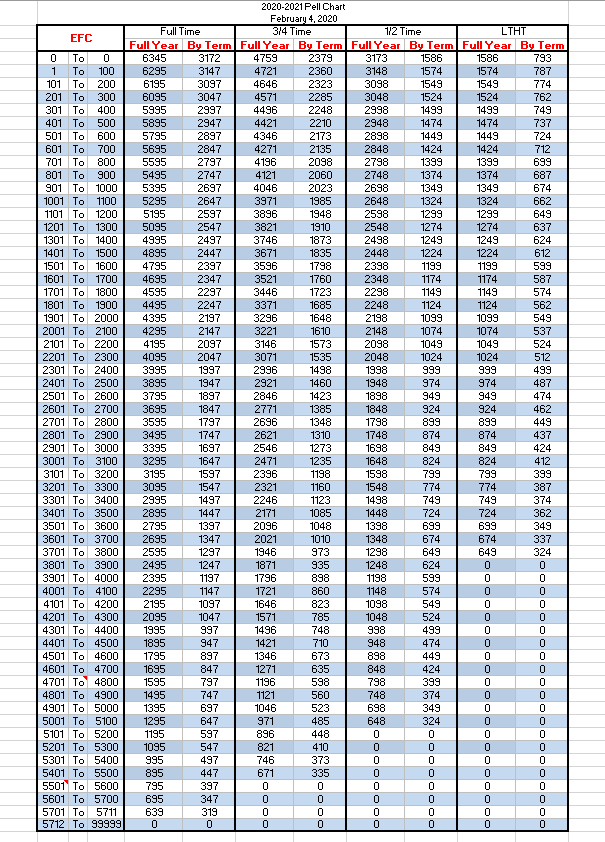 2020-2021 Pell Chart
February 4, 2020
EFC Full Time 3/4 Time 1/2 Time LTHT
Full Year By Term Full Year By Term Full Year By Term Full Year By Term
0 To 0 6345 3172 4759 2379 3173 1586 1586 793
1 To 100 6295 3147 4721 2360 3148 1574 1574 787
101 To 200 6195 3097 4646 2323 3098 1549 1549 774
201 To 300 6095 3047 4571 2285 3048 1524 1524 762
301 To 400 5995 2997 4496 2248 2998 1499 1499 749
401 To 500 5895 2947 4421 2210 2948 1474 1474 737
501 To 600 5795 2897 4346 2173 2898 1449 1449 724
601 To 700 5695 2847 4271 2135 2848 1424 1424 712
701 To 800 5595 2797 4196 2098 2798 1399 1399 699
801 To 900 5495 2747 4121 2060 2748 1374 1374 687
901 To 1000 5395 2697 4046 2023 2698 1349 1349 674
1001 To 1100 5295 2647 3971 1985 2648 1324 1324 662
1101 To 1200 5195 2597 3896 1948 2598 1299 1299 649
1201 To 1300 5095 2547 3821 1910 2548 1274 1274 637
1301 To 1400 4995 2497 3746 1873 2498 1249 1249 624
1401 To 1500 4895 2447 3671 1835 2448 1224 1224 612
1501 To 1600 4795 2397 3596 1798 2398 1199 1199 599
1601 To 1700 4695 2347 3521 1760 2348 1174 1174 587
1701 To 1800 4595 2297 3446 1723 2298 1149 1149 574
1801 To 1900 4495 2247 3371 1685 2248 1124 1124 562
1901 To 2000 4395 2197 3296 1648 2198 1099 1099 549
2001 To 2100 4295 2147 3221 1610 2148 1074 1074 537
2101 To 2200 4195 2097 3146 1573 2098 1049 1049 524
2201 To 2300 4095 2047 3071 1535 2048 1024 1024 512
2301 To 2400 3995 1997 2996 1498 1998 999 999 499
2401 To 2500 3895 1947 2921 1460 1948 974 974 487
2501 To 2600 3795 1897 2846 1423 1898 949 949 474
2601 To 2700 3695 1847 2771 1385 1848 924 924 462
2701 To 2800 3595 1797 2696 1348 1798 899 899 449
2801 To 2900 3495 1747 2621 1310 1748 874 874 437
2901 To 3000 3395 1697 2546 1273 1698 849 849 424
3001 To 3100 3295 1647 2471 1235 1648 824 824 412
3101 To 3200 3195 1597 2396 1198 1598 799 799 399
3201 To 3300 3095 1547 2321 1160 1548 774 774 387
3301 To 3400 2995 1497 2246 1123 1498 749 749 374
3401 To 3500 2895 1447 2171 1085 1448 724 724 362
3501 To 3600 2795 1397 2096 1048 1398 699 699 349
3601 To 3700 2695 1347 2021 1010 1348 674 674 337
3701 To 3800 2595 1297 1946 973 1298 649 649 324
3801 To 3900 2495 1247 1871 935 1248 624 0 0
3901 To 4000 2395 1197 1796 898 1198 599 0 0
4001 To 4100 2295 1147 1721 860 1148 574 0 0
4101 To 4200 2195 1097 1646 823 1098 549 0 0
4201 To 4300 2095 1047 1571 785 1048 524 0 0
4301 To 4400 1995 997 1496 748 998 499 0 0
4401 To 4500 1895 947 1421 710 948 474 0 0
4501 To 4600 1795 897 1346 673 898 449 0 0
4601 To 4700 1695 847 1271 635 848 424 0 0
4701 To 4800 1595 797 1196 598 798 399 0 0
4801 To 4900 1495 747 1121 560 748 374 0 0
4901 To 5000 1395 697 1046 523 698 349 0 0
5001 To 5100 1295 647 971 485 648 324 0 0
5101 To 5200 1195 597 896 448 0 0 0 0
5201 To 5300 1095 547 821 410 0 0 0 0
5301 To 5400 995 497 746 373 0 0 0 0
5401 To 5500 895 447 671 335 0 0 0 0
5501 To 5600 795 397 0 0 0 0 0 0
5601 To 5700 695 347 0 0 0 0 0 0
5701 To 5711 639 319 0 0 0 0 0 0
5712 To 99999 0 0 0 0 0 0 0 0